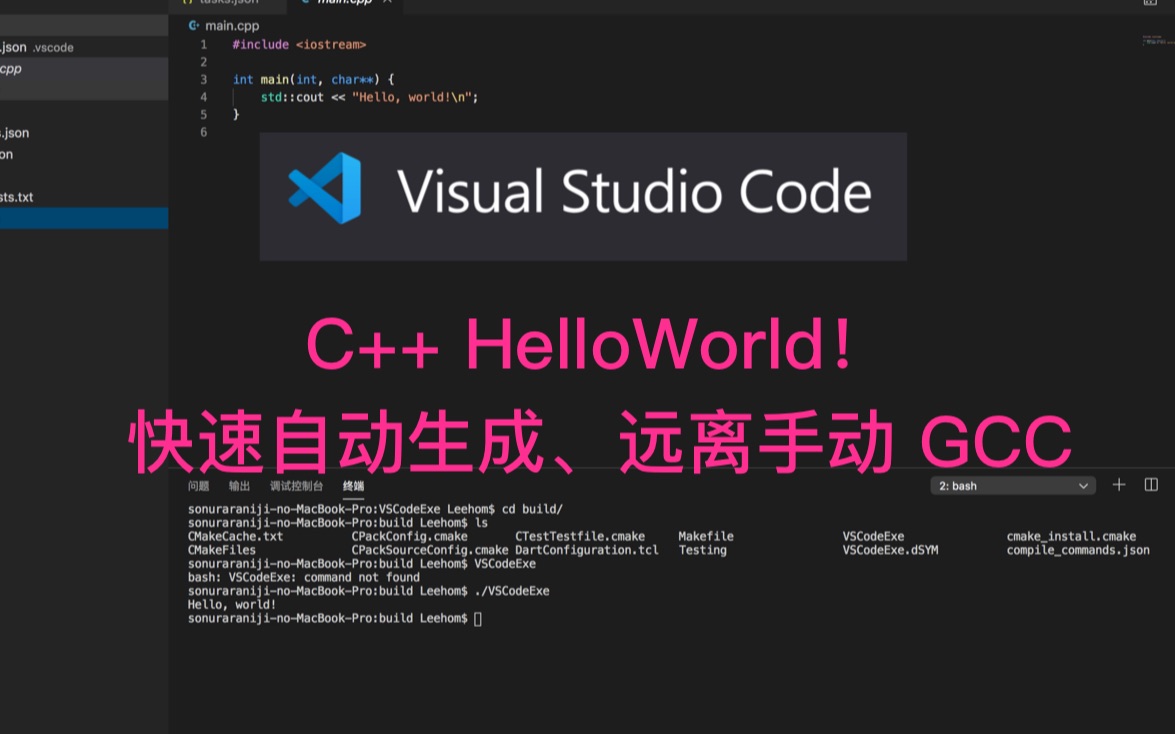 tasks.json main.cpp
main.cpp
.json .vscode
cpp
1 #include <iostream>
2
3 int main(int, char**) {
4 std::cout << "Hello, world!\n";
5 }
6
s.json
on
sts.txt
Visual Studio Code
C++ HelloWorld!
快速自动生成、远离手动 GCC
问题 输出 调试控制台 终端 2: bash
sonuraraniji-no-MacBook-Pro:VSCodeExe Leehom$ cd build/
sonuraraniji-no-MacBook-Pro:build Leehom$ ls
CMakeCache.txt CPackConfig.cmake CTestTestfile.cmake Makefile VSCodeExe cmake_install.cmake
CMakeFiles CPackSourceConfig.cmake DartConfiguration.tcl Testing VSCodeExe.dSYM compile_commands.json
sonuraraniji-no-MacBook-Pro:build Leehom$ VSCodeExe
bash: VSCodeExe: command not found
sonuraraniji-no-MacBook-Pro:build Leehom$ ./VSCodeExe
Hello, world!
sonuraraniji-no-MacBook-Pro:build Leehom$